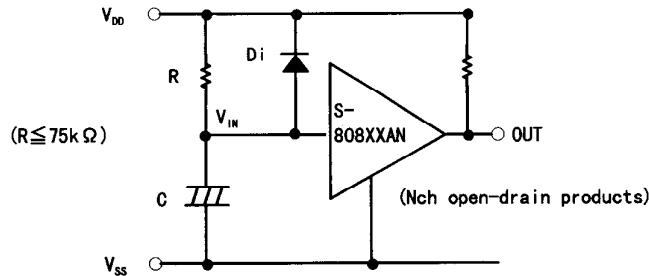 V_DD
Di
R
V_IN
S-
808XXAN
(R≦75kΩ)
OUT
C
(Nch open-drain products)
V_SS